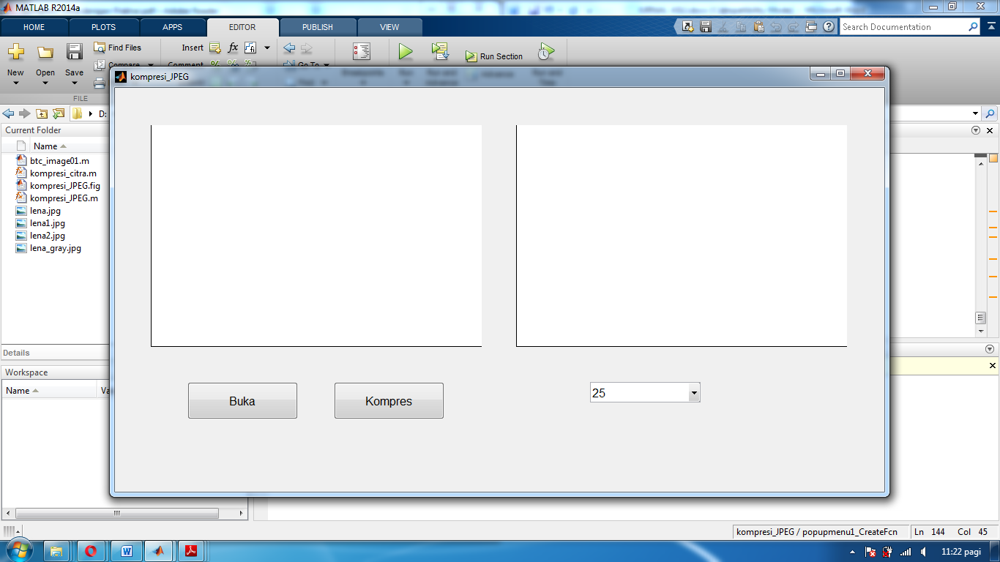 MATLAB R2014a
HOME PLOTS APPS EDITOR PUBLISH VIEW
Search Documentation
New Open Save
Find Files
Compare
Insert
Comment
Go To
Run Section
FILE
D:
kompresi_JPEG
Current Folder
Name
btc_image01.m
kompresi_citra.m
kompresi_JPEG.fig
kompresi_JPEG.m
lena.jpg
lena1.jpg
lena2.jpg
lena_gray.jpg
Details
Workspace
Name Va
Buka Kompres 25
kompresi_JPEG / popupmenu1_CreateFcn Ln 144 Col 45
11:22 pagi